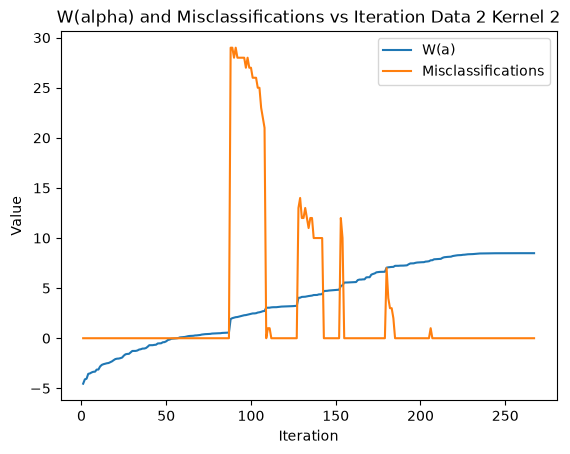 W(alpha) and Misclassifications vs Iteration Data 2 Kernel 2
W(a)
Misclassifications
30
25
20
15
10
5
0
−5
Value
0 50 100 150 200 250
Iteration